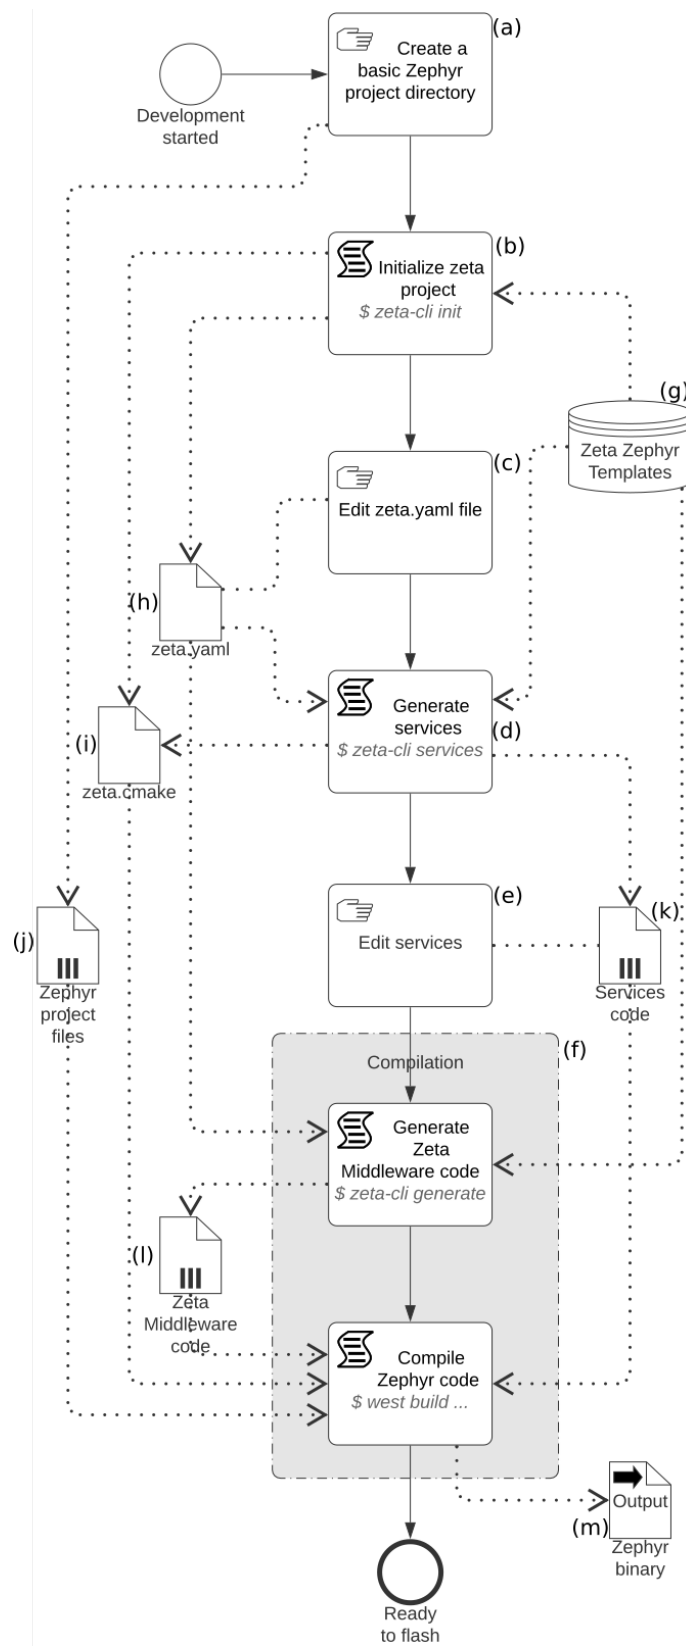 (a)
Create a
basic Zephyr
project directory
Development
started
(b)
Initialize zeta
project
$ zeta-cli init
(g)
Zeta Zephyr
Templates
(c)
Edit zeta.yaml file
(h)
zeta.yaml
Generate
services
(d)
$ zeta-cli services
(i)
zeta.cmake
(e)
Edit services
(j)
Zephyr
project
files
(k)
Services
code
(f)
Compilation
Generate
Zeta
Middleware code
$ zeta-cli generate
(l)
Zeta
Middleware
code
Compile
Zephyr code
$ west build ...
Output
(m)
Zephyr
binary
Ready
to flash